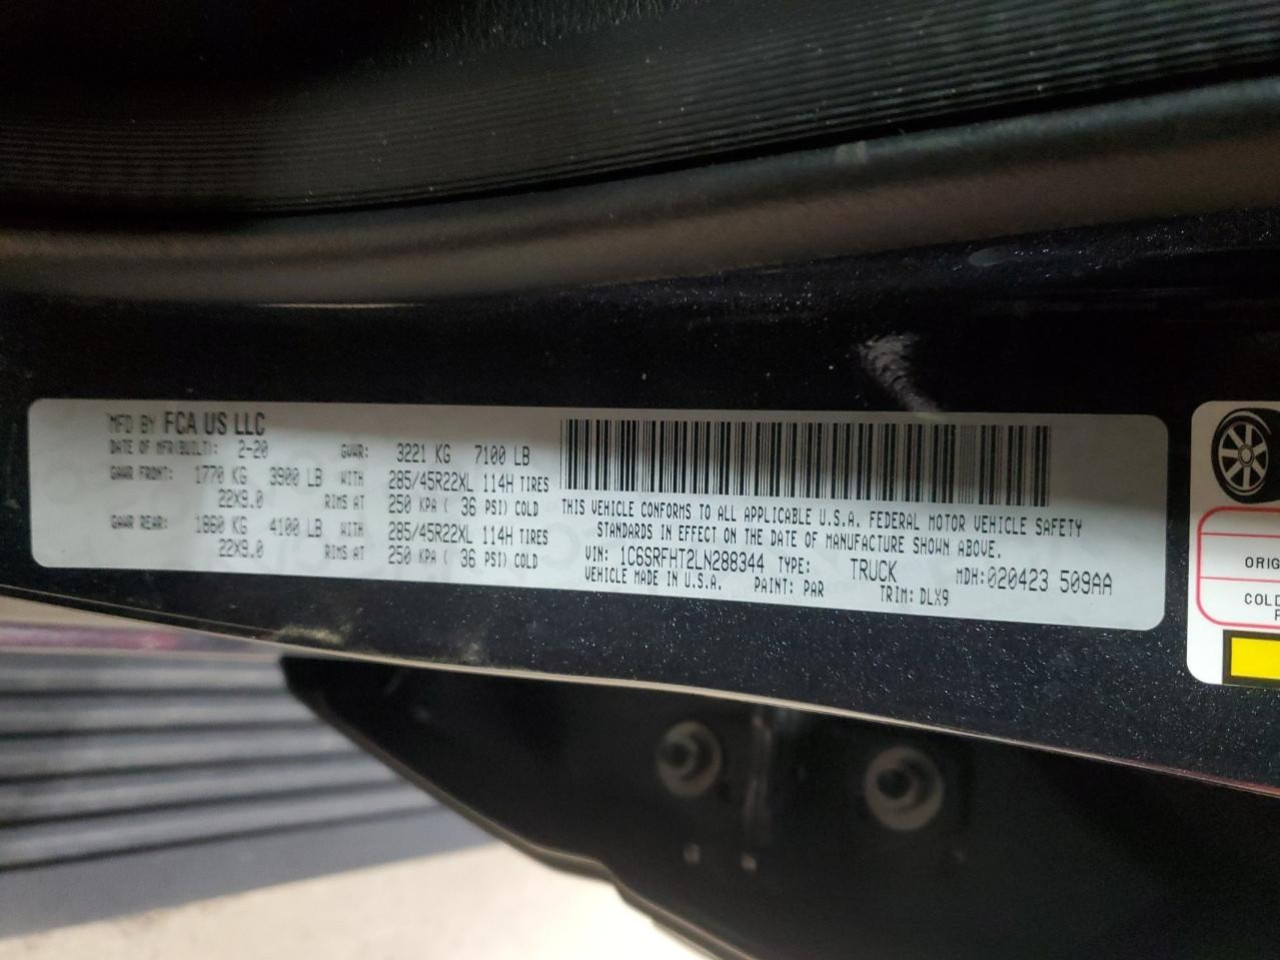 MFD BY FCA US LLC
DATE OF MFR(BUILT): 2-20 GVWR: 3221 KG 7100 LB
GAWR FRONT: 1770 KG 3900 LB WITH 285/45R22XL 114H TIRES
22X9.0 RIMS AT 250 KPA ( 36 PSI) COLD
GAWR REAR: 1860 KG 4100 LB WITH 285/45R22XL 114H TIRES
22X9.0 RIMS AT 250 KPA ( 36 PSI) COLD
THIS VEHICLE CONFORMS TO ALL APPLICABLE U.S.A. FEDERAL MOTOR VEHICLE SAFETY
STANDARDS IN EFFECT ON THE DATE OF MANUFACTURE SHOWN ABOVE.
VIN: 1C6SRFHT2LN288344 TYPE: TRUCK MDH:020423 509AA
VEHICLE MADE IN U.S.A. PAINT: PAR TRIM: DLX9
ORIG
COLD